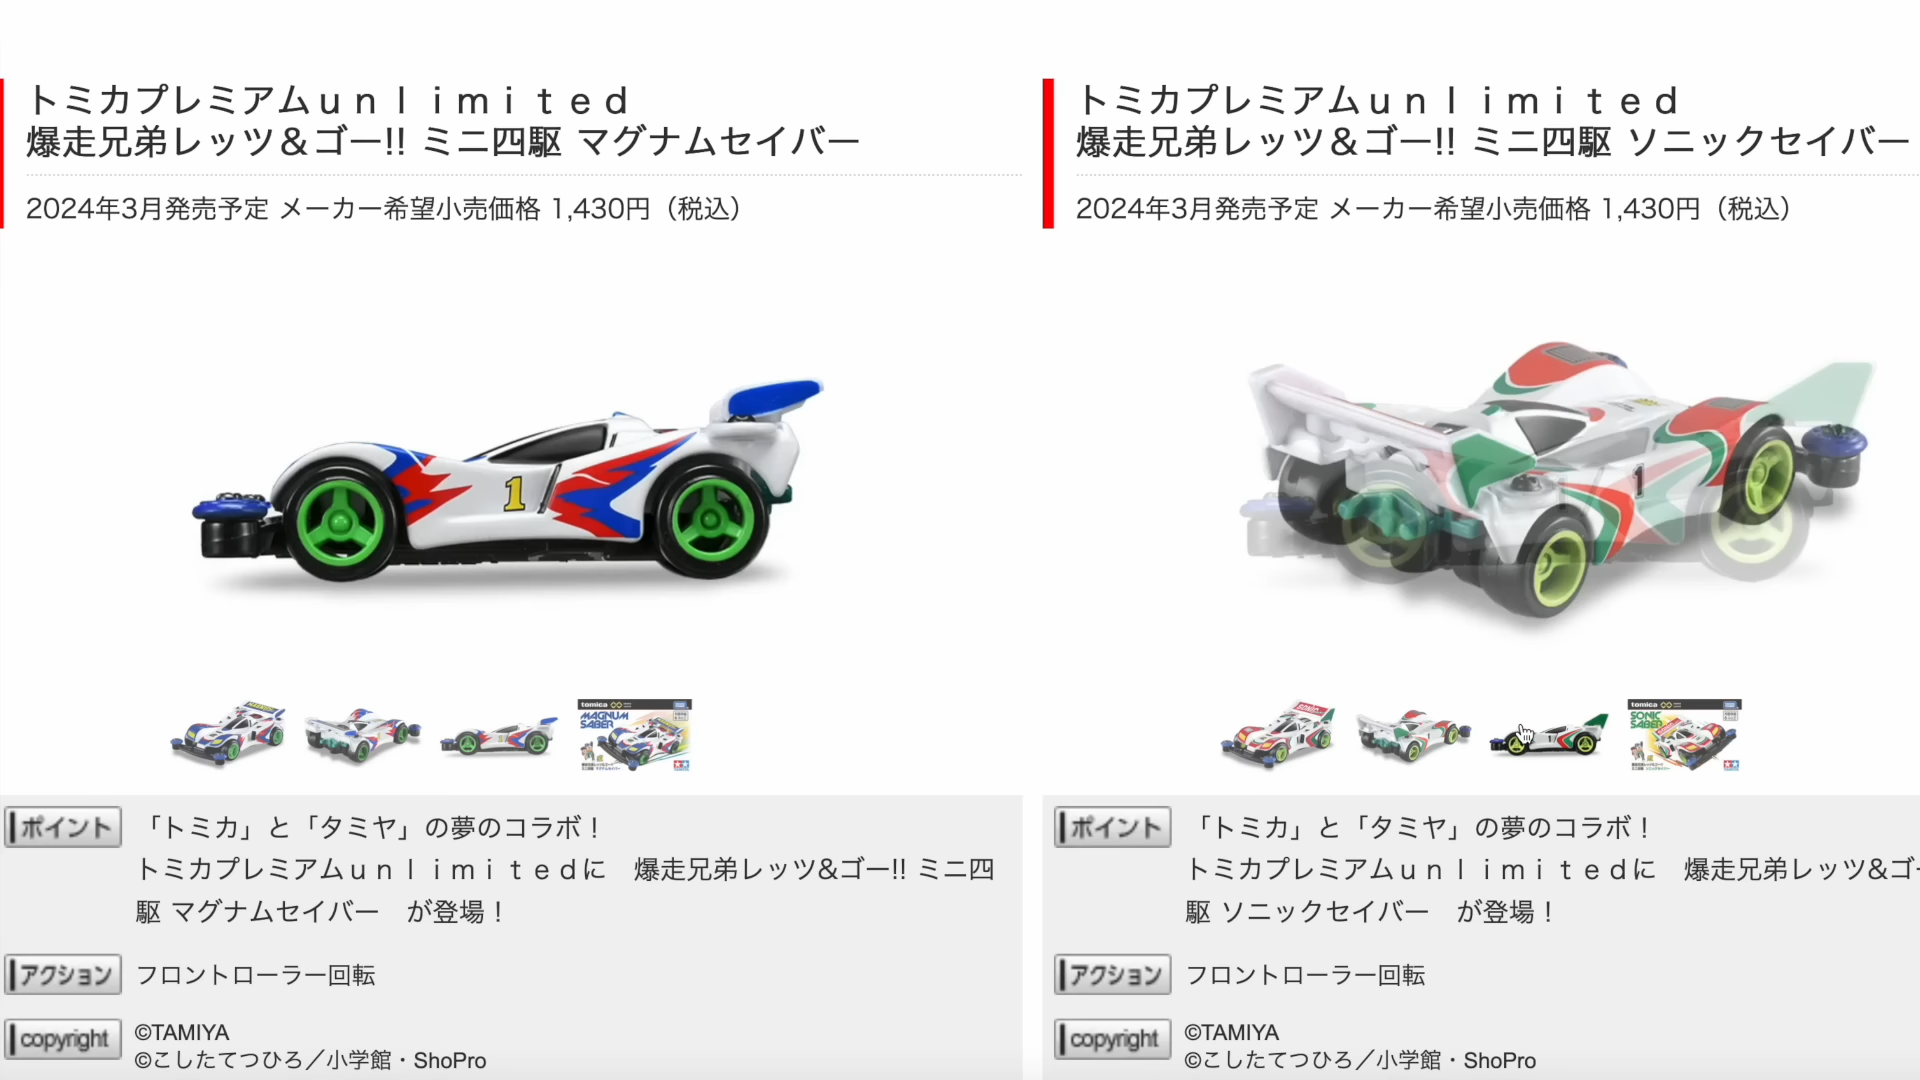 トミカプレミアムｕｎｌｉｍｉｔｅｄ
爆走兄弟レッツ＆ゴー!! ミニ四駆 マグナムセイバー
2024年3月発売予定 メーカー希望小売価格 1,430円（税込）
1
tomica
MAGNUM
SABER
ポイント
「トミカ」と「タミヤ」の夢のコラボ！
トミカプレミアムｕｎｌｉｍｉｔｅｄに　爆走兄弟レッツ&ゴー!! ミニ四
駆 マグナムセイバー　が登場！
アクション
フロントローラー回転
copyright
©TAMIYA
©こしたてつひろ／小学館・ShoPro
トミカプレミアムｕｎｌｉｍｉｔｅｄ
爆走兄弟レッツ＆ゴー!! ミニ四駆 ソニックセイバー
2024年3月発売予定 メーカー希望小売価格 1,430円（税込）
1
SONIC
tomica
SONIC
SABER
ポイント
「トミカ」と「タミヤ」の夢のコラボ！
トミカプレミアムｕｎｌｉｍｉｔｅｄに　爆走兄弟レッツ&ゴー
駆 ソニックセイバー　が登場！
アクション
フロントローラー回転
copyright
©TAMIYA
©こしたてつひろ／小学館・ShoPro